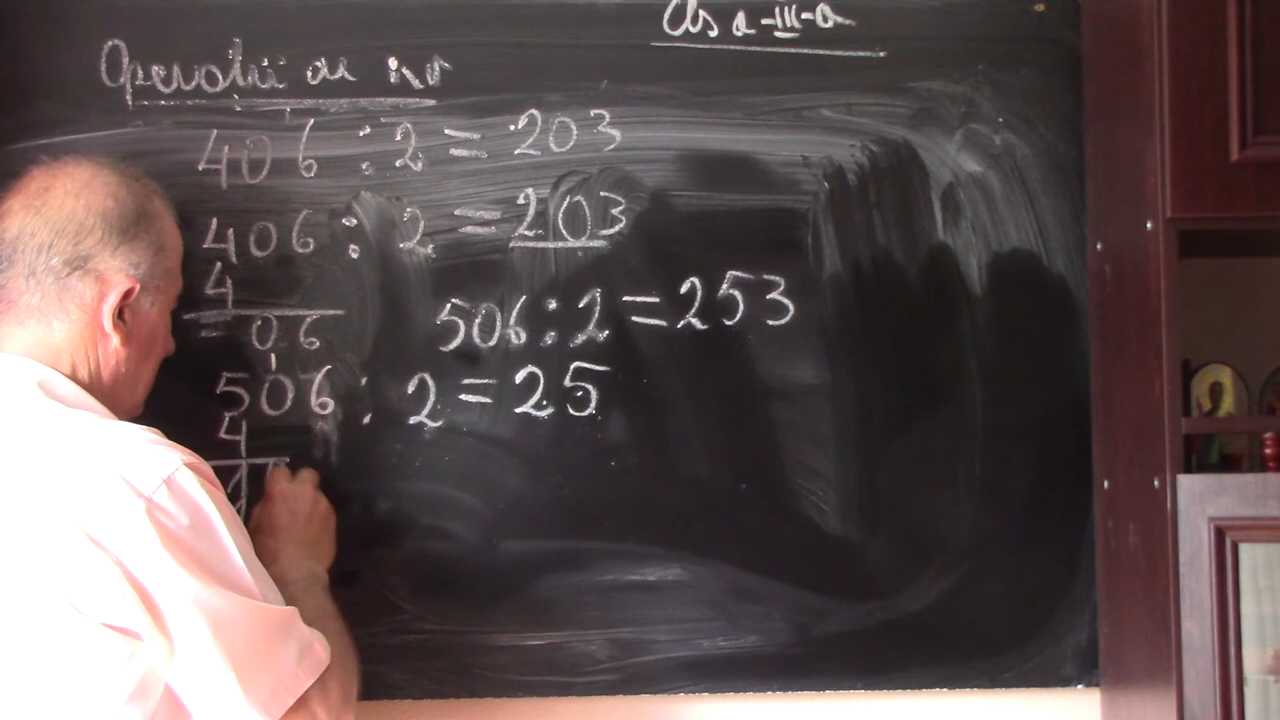 Cls a-III-a
Operații cu nr
406 : 2 = 203
406 : 2 = 203
4
= 06
506 : 2 = 253
506 : 2 = 25
4
1